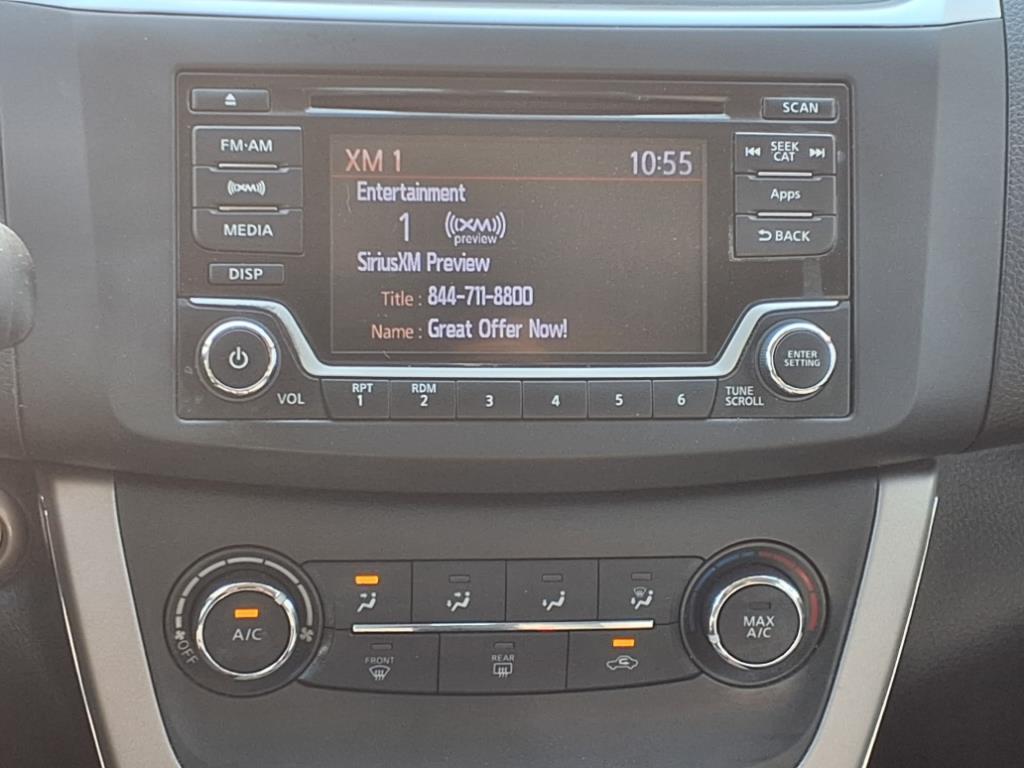 SCAN
FM·AM
SEEK
CAT
XM 1 10:55
Entertainment
(((XM)))
Apps
1 ((XM))
preview
MEDIA
BACK
SiriusXM Preview
DISP
Title : 844-711-8800
Name : Great Offer Now!
ENTER
SETTING
VOL
RPT
1
RDM
2
3
4
5
6
TUNE
SCROLL
A/C
OFF
MAX
A/C
FRONT
REAR